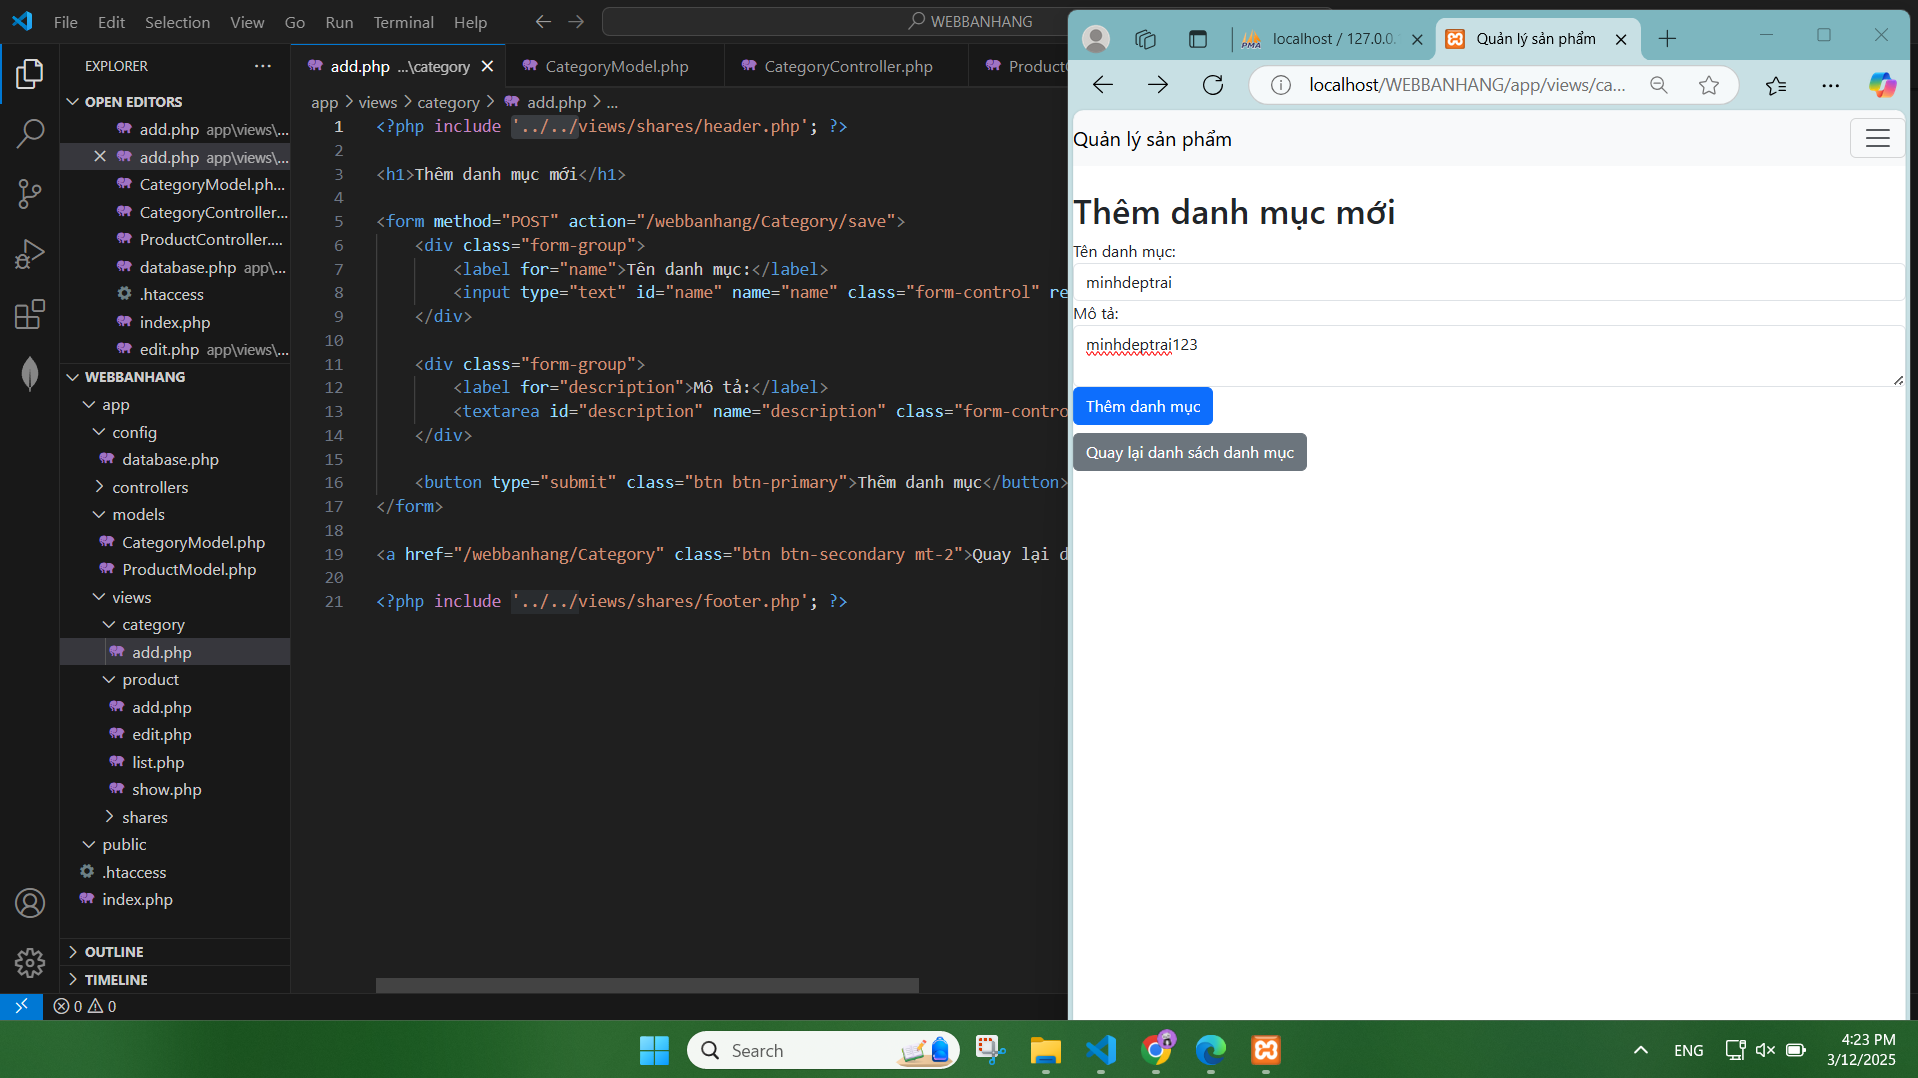 File Edit Selection View Go Run Terminal Help
WEBBANHANG
EXPLORER
OPEN EDITORS
add.php app\views\...
add.php app\views\...
CategoryModel.ph...
CategoryController...
ProductController....
database.php app\...
.htaccess
index.php
edit.php app\views\...
WEBBANHANG
app
config
database.php
controllers
models
CategoryModel.php
ProductModel.php
views
category
add.php
product
add.php
edit.php
list.php
show.php
shares
public
.htaccess
index.php
OUTLINE
TIMELINE
0 0
add.php ...\category
CategoryModel.php
CategoryController.php
app > views > category > add.php > ...
1 <?php include '../../views/shares/header.php'; ?>
2
3 <h1>Thêm danh mục mới</h1>
4
5 <form method="POST" action="/webbanhang/Category/save">
6 <div class="form-group">
7 <label for="name">Tên danh mục:</label>
8 <input type="text" id="name" name="name" class="form-control" re
9 </div>
10
11 <div class="form-group">
12 <label for="description">Mô tả:</label>
13 <textarea id="description" name="description" class="form-contro
14 </div>
15
16 <button type="submit" class="btn btn-primary">Thêm danh mục</button>
17 </form>
18
19 <a href="/webbanhang/Category" class="btn btn-secondary mt-2">Quay lại d
20
21 <?php include '../../views/shares/footer.php'; ?>
PMA localhost / 127.0.0.
Quản lý sản phẩm
localhost/WEBBANHANG/app/views/ca...
Quản lý sản phẩm
Thêm danh mục mới
Tên danh mục:
minhdeptrai
Mô tả:
minhdeptrai123
Thêm danh mục
Quay lại danh sách danh mục
Search
ENG
4:23 PM
3/12/2025